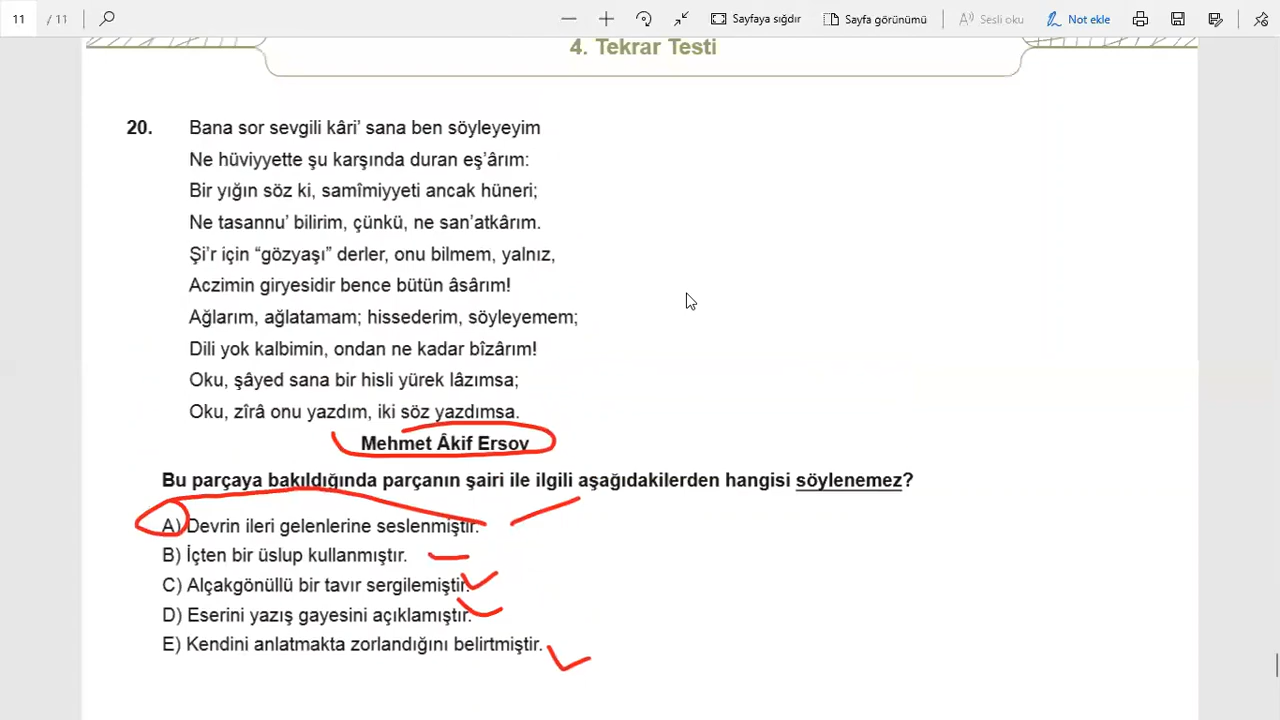 11 / 11 Sayfaya sığdır Sayfa görünümü Sesli oku Not ekle
4. Tekrar Testi
20. Bana sor sevgili kâri’ sana ben söyleyeyim
Ne hüviyyette şu karşında duran eş’ârım:
Bir yığın söz ki, samîmiyyeti ancak hüneri;
Ne tasannu’ bilirim, çünkü, ne san’atkârım.
Şi’r için “gözyaşı” derler, onu bilmem, yalnız,
Aczimin giryesidir bence bütün âsârım!
Ağlarım, ağlatamam; hissederim, söyleyemem;
Dili yok kalbimin, ondan ne kadar bîzârım!
Oku, şâyed sana bir hisli yürek lâzımsa;
Oku, zîrâ onu yazdım, iki söz yazdımsa.
Mehmet Âkif Ersoy
Bu parçaya bakıldığında parçanın şairi ile ilgili aşağıdakilerden hangisi söylenemez?
A) Devrin ileri gelenlerine seslenmiştir.
B) İçten bir üslup kullanmıştır.
C) Alçakgönüllü bir tavır sergilemiştir.
D) Eserini yazış gayesini açıklamıştır.
E) Kendini anlatmakta zorlandığını belirtmiştir.